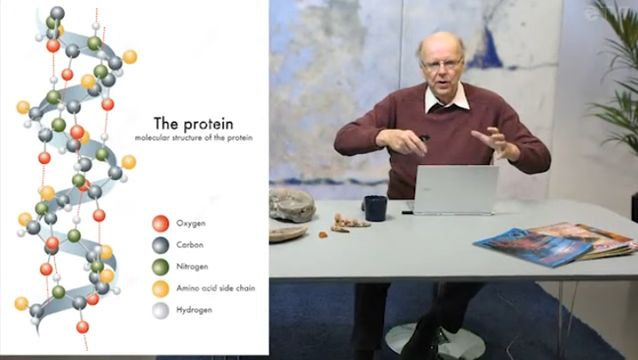 The protein
molecular structure of the protein
Oxygen
Carbon
Nitrogen
Amino acid side chain
Hydrogen